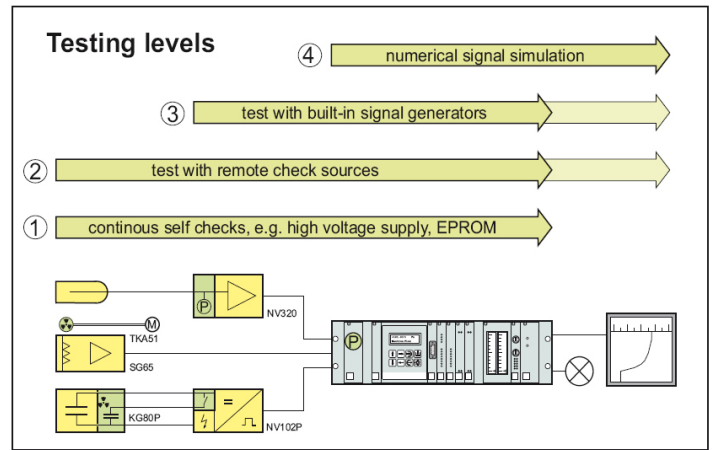 Testing levels
4 numerical signal simulation
3 test with built-in signal generators
2 test with remote check sources
1 continous self checks, e.g. high voltage supply, EPROM
P
NV320
M
TKA51
SG65
P
KG80P
NV102P